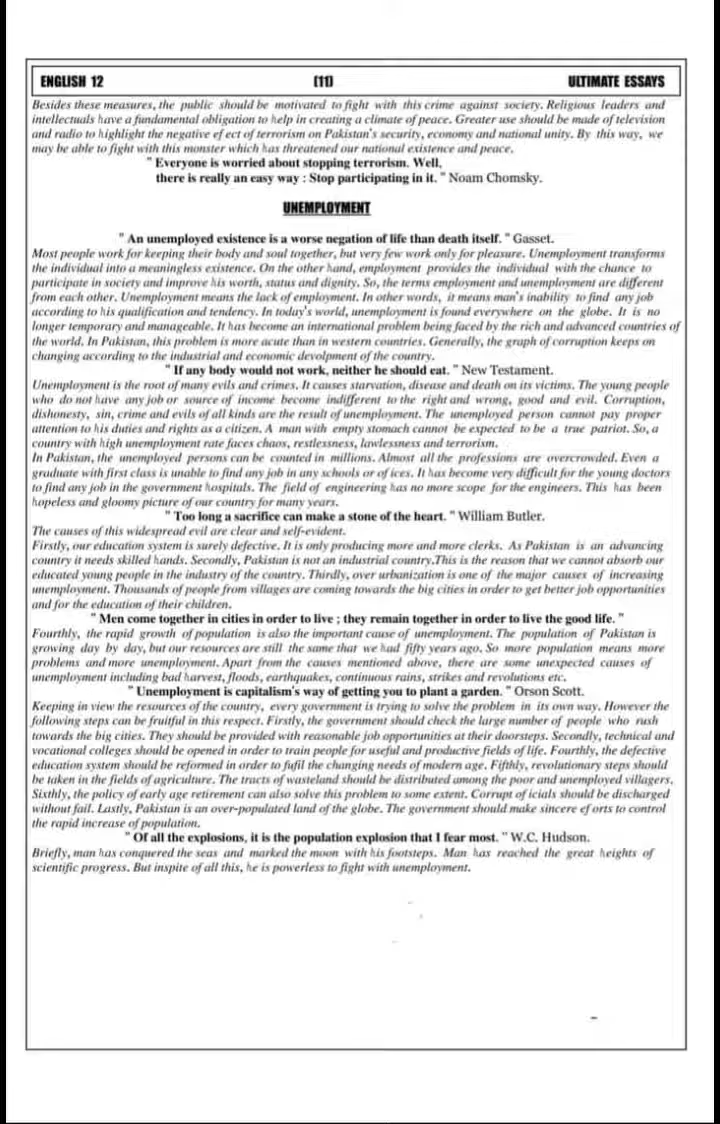 ENGLISH 12 (11) ULTIMATE ESSAYS
Besides these measures, the public should be motivated to fight with this crime against society. Religious leaders and
intellectuals have a fundamental obligation to help in creating a climate of peace. Greater use should be made of television
and radio to highlight the negative ef ect of terrorism on Pakistan's security, economy and national unity. By this way, we
may be able to fight with this monster which has threatened our national existence and peace.
" Everyone is worried about stopping terrorism. Well,
there is really an easy way : Stop participating in it. " Noam Chomsky.
UNEMPLOYMENT
" An unemployed existence is a worse negation of life than death itself. " Gasset.
Most people work for keeping their body and soul together, but very few work only for pleasure. Unemployment transforms
the individual into a meaningless existence. On the other hand, employment provides the individual with the chance to
participate in society and improve his worth, status and dignity. So, the terms employment and unemployment are different
from each other. Unemployment means the lack of employment. In other words, it means man's inability to find any job
according to his qualification and tendency. In today's world, unemployment is found everywhere on the globe. It is no
longer temporary and manageable. It has become an international problem being faced by the rich and advanced countries of
the world. In Pakistan, this problem is more acute than in western countries. Generally, the graph of corruption keeps on
changing according to the industrial and economic devolpment of the country.
" If any body would not work, neither he should eat. " New Testament.
Unemployment is the root of many evils and crimes. It causes starvation, disease and death on its victims. The young people
who do not have any job or source of income become indifferent to the right and wrong, good and evil. Corruption,
dishonesty, sin, crime and evils of all kinds are the result of unemployment. The unemployed person cannot pay proper
attention to his duties and rights as a citizen. A man with empty stomach cannot be expected to be a true patriot. So, a
country with high unemployment rate faces chaos, restlessness, lawlessness and terrorism.
In Pakistan, the unemployed persons can be counted in millions. Almost all the professions are overcrowded. Even a
graduate with first class is unable to find any job in any schools or of ices. It has become very difficult for the young doctors
to find any job in the government hospitals. The field of engineering has no more scope for the engineers. This has been
hopeless and gloomy picture of our country for many years.
" Too long a sacrifice can make a stone of the heart. " William Butler.
The causes of this widespread evil are clear and self-evident.
Firstly, our education system is surely defective. It is only producing more and more clerks. As Pakistan is an advancing
country it needs skilled hands. Secondly, Pakistan is not an industrial country.This is the reason that we cannot absorb our
educated young people in the industry of the country. Thirdly, over urbanization is one of the major causes of increasing
unemployment. Thousands of people from villages are coming towards the big cities in order to get better job opportunities
and for the education of their children.
" Men come together in cities in order to live ; they remain together in order to live the good life. "
Fourthly, the rapid growth of population is also the important cause of unemployment. The population of Pakistan is
growing day by day, but our resources are still the same that we had fifty years ago. So more population means more
problems and more unemployment. Apart from the causes mentioned above, there are some unexpected causes of
unemployment including bad harvest, floods, earthquakes, continuous rains, strikes and revolutions etc.
" Unemployment is capitalism's way of getting you to plant a garden. " Orson Scott.
Keeping in view the resources of the country, every government is trying to solve the problem in its own way. However the
following steps can be fruitful in this respect. Firstly, the government should check the large number of people who rush
towards the big cities. They should be provided with reasonable job opportunities at their doorsteps. Secondly, technical and
vocational colleges should be opened in order to train people for useful and productive fields of life. Fourthly, the defective
education system should be reformed in order to fufil the changing needs of modern age. Fifthly, revolutionary steps should
be taken in the fields of agriculture. The tracts of wasteland should be distributed among the poor and unemployed villagers.
Sixthly, the policy of early age retirement can also solve this problem to some extent. Corrupt of icials should be discharged
without fail. Lastly, Pakistan is an over-populated land of the globe. The government should make sincere ef orts to control
the rapid increase of population.
" Of all the explosions, it is the population explosion that I fear most. " W.C. Hudson.
Briefly, man has conquered the seas and marked the moon with his footsteps. Man has reached the great heights of
scientific progress. But inspite of all this, he is powerless to fight with unemployment.